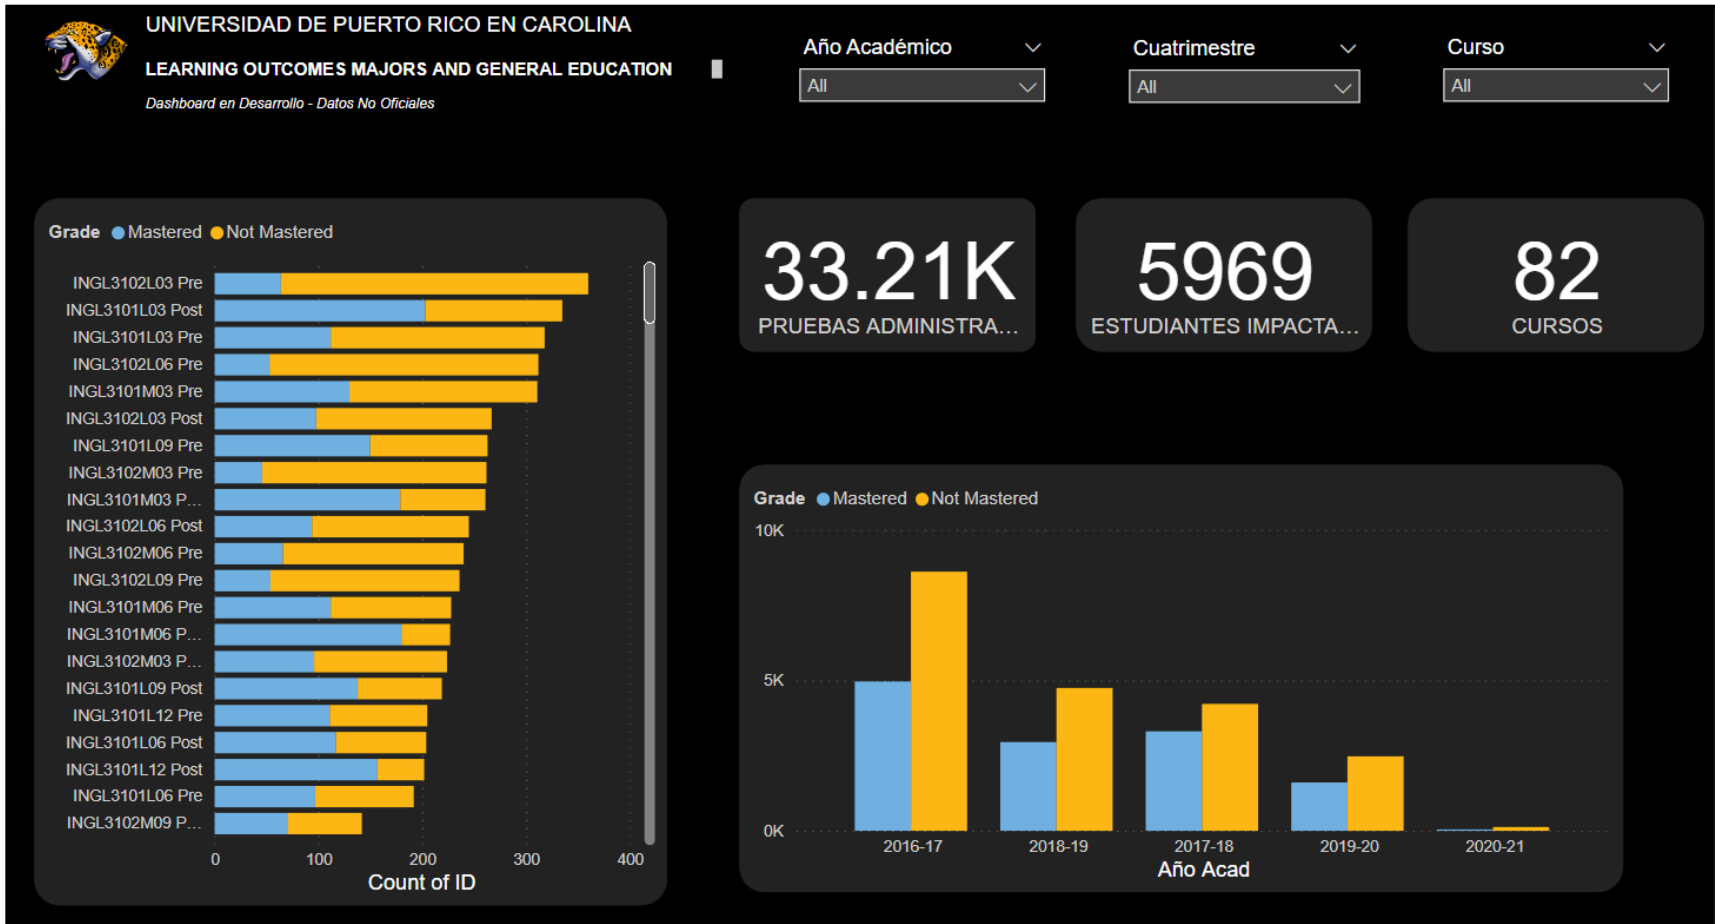 UNIVERSIDAD DE PUERTO RICO EN CAROLINA
LEARNING OUTCOMES MAJORS AND GENERAL EDUCATION
Dashboard en Desarrollo - Datos No Oficiales
Año Académico
All
Cuatrimestre
All
Curso
All
Grade Mastered Not Mastered
INGL3102L03 Pre
INGL3101L03 Post
INGL3101L03 Pre
INGL3102L06 Pre
INGL3101M03 Pre
INGL3102L03 Post
INGL3101L09 Pre
INGL3102M03 Pre
INGL3101M03 P...
INGL3102L06 Post
INGL3102M06 Pre
INGL3102L09 Pre
INGL3101M06 Pre
INGL3101M06 P...
INGL3102M03 P...
INGL3101L09 Post
INGL3101L12 Pre
INGL3101L06 Post
INGL3101L12 Post
INGL3101L06 Pre
INGL3102M09 P...
0 100 200 300 400
Count of ID
33.21K
PRUEBAS ADMINISTRA...
5969
ESTUDIANTES IMPACTA...
82
CURSOS
Grade Mastered Not Mastered
10K
5K
0K
2016-17 2018-19 2017-18 2019-20 2020-21
Año Acad